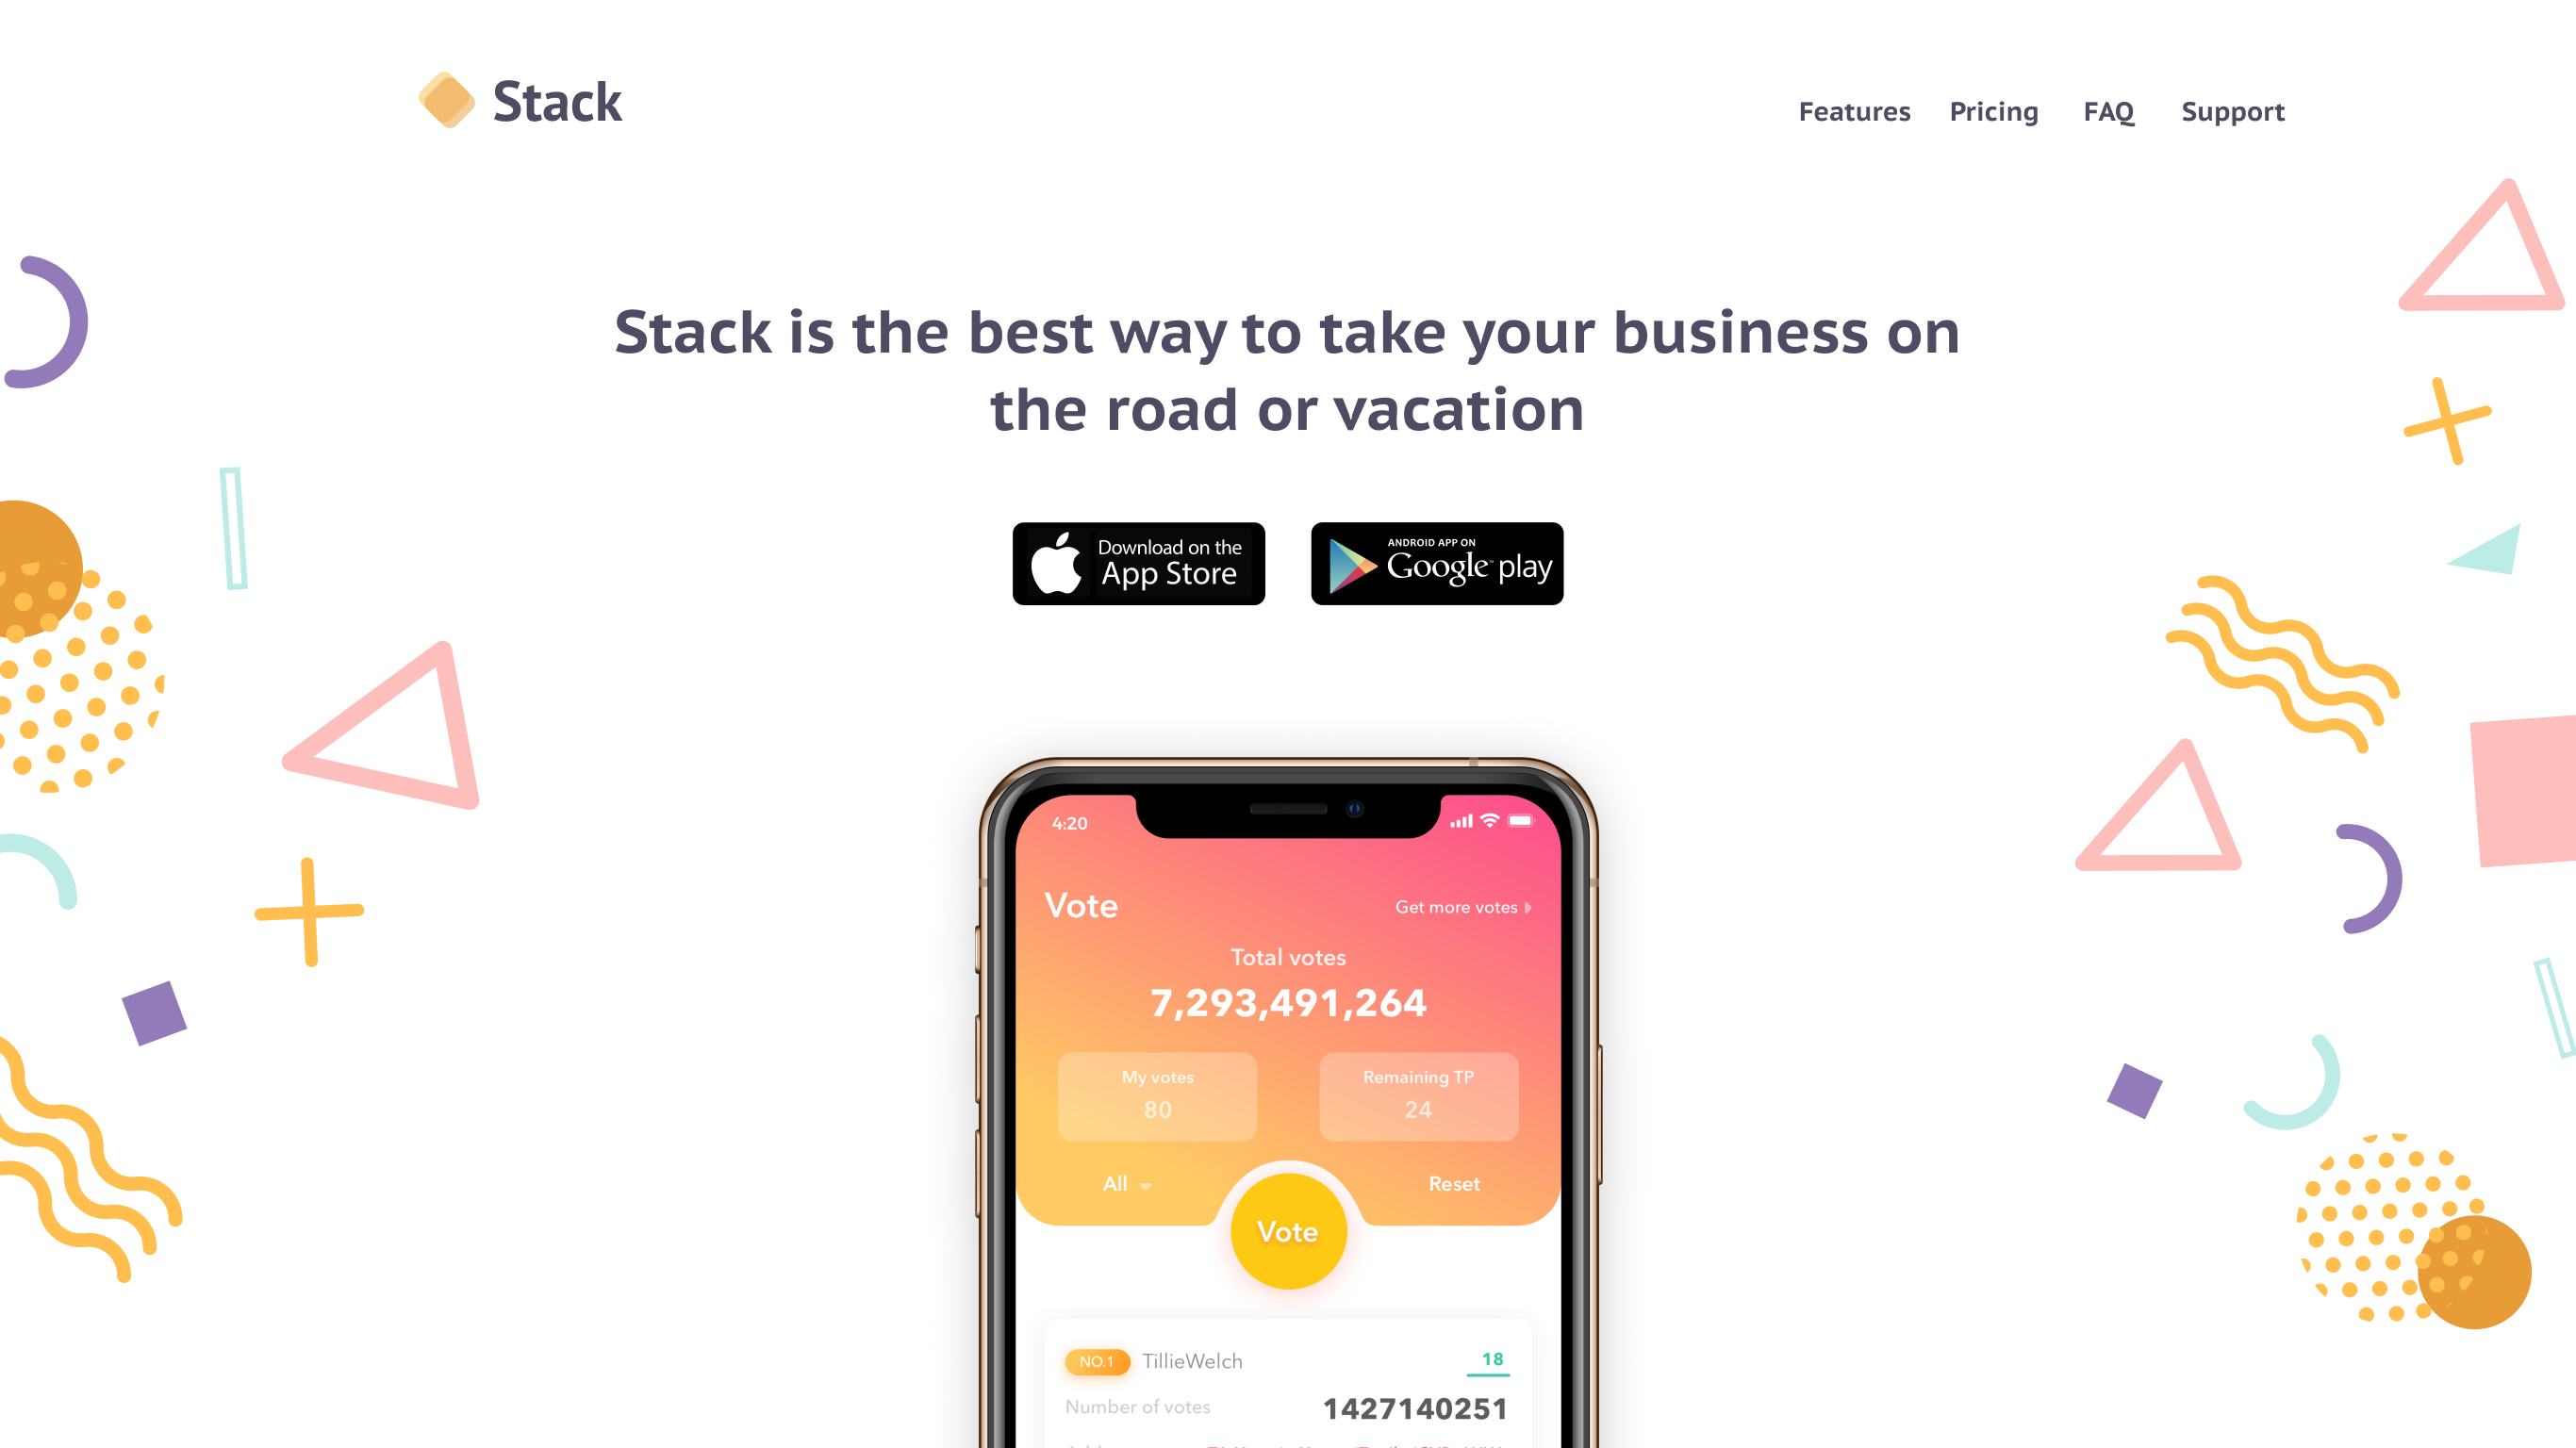 Stack
Features Pricing FAQ Support
Stack is the best way to take your business on
the road or vacation
Download on the
App Store
ANDROID APP ON
Google play
4:20
Vote
Get more votes
Total votes
7,293,491,264
My votes
80
Remaining TP
24
All
Reset
Vote
NO.1 TillieWelch 18
Number of votes 1427140251